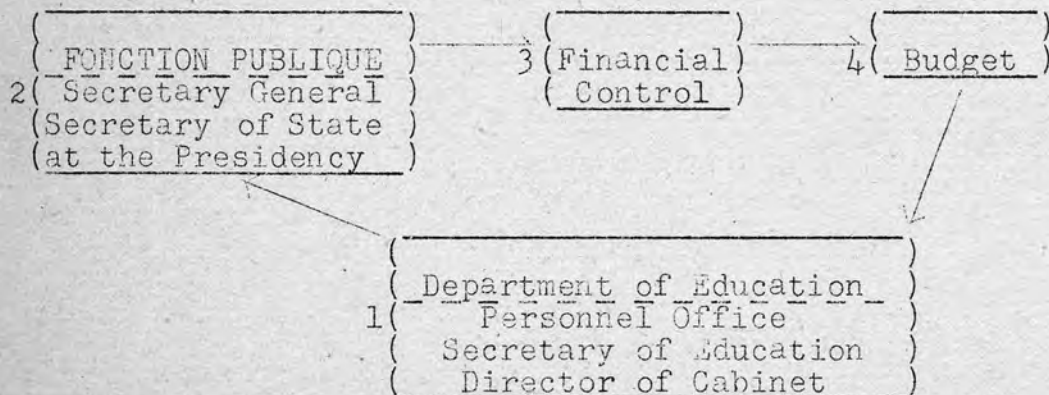 FONCTION PUBLIQUE
2( Secretary General )
(Secretary of State )
(at the Presidency )
3(Financial)
( Control )
4( Budget )
( Department of Education )
1( Personnel Office )
( Secretary of Education )
( Director of Cabinet )